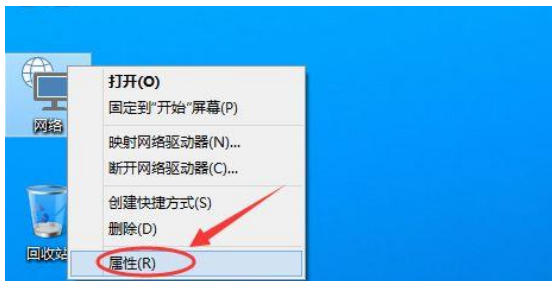 网络
打开(O)
固定到"开始"屏幕(P)
映射网络驱动器(N)...
断开网络驱动器(C)...
创建快捷方式(S)
删除(D)
回收站
属性(R)